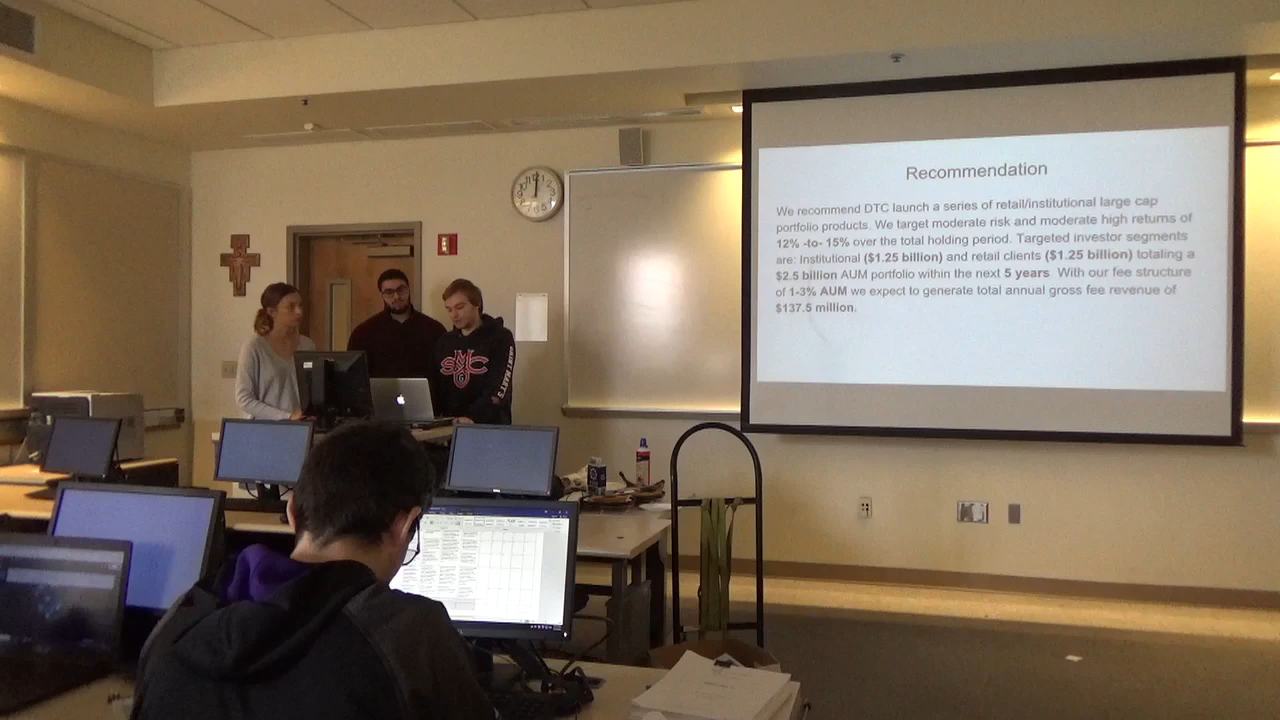 Recommendation
We recommend DTC launch a series of retail/institutional large cap
portfolio products. We target moderate risk and moderate high returns of
12% -to- 15% over the total holding period. Targeted investor segments
are: Institutional ($1.25 billion) and retail clients ($1.25 billion) totaling a
$2.5 billion AUM portfolio within the next 5 years. With our fee structure
of 1-3% AUM we expect to generate total annual gross fee revenue of
$137.5 million.
SMC
SAINT MARY'S